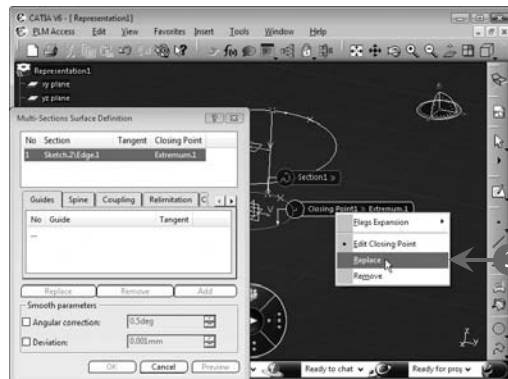 CATIA V6 - [ Representation1]
PLM Access Edit View Favorites Insert Tools Window Help
Representation1
xy plane
yz plane
Multi-Sections Surface Definition
No Section Tangent Closing Point
1 Sketch.2\Edge.1 Extremum.1
Guides Spine Coupling Relimitation C
No Guide Tangent
...
Replace Remove Add
Smooth parameters
Angular correction: 0.5deg
Deviation: 0.001mm
OK Cancel Preview
Section1 »
Closing Point1 » Extremum.1
Flags Expansion
Edit Closing Point
Replace
Remove
Ready to chat
Ready for proj